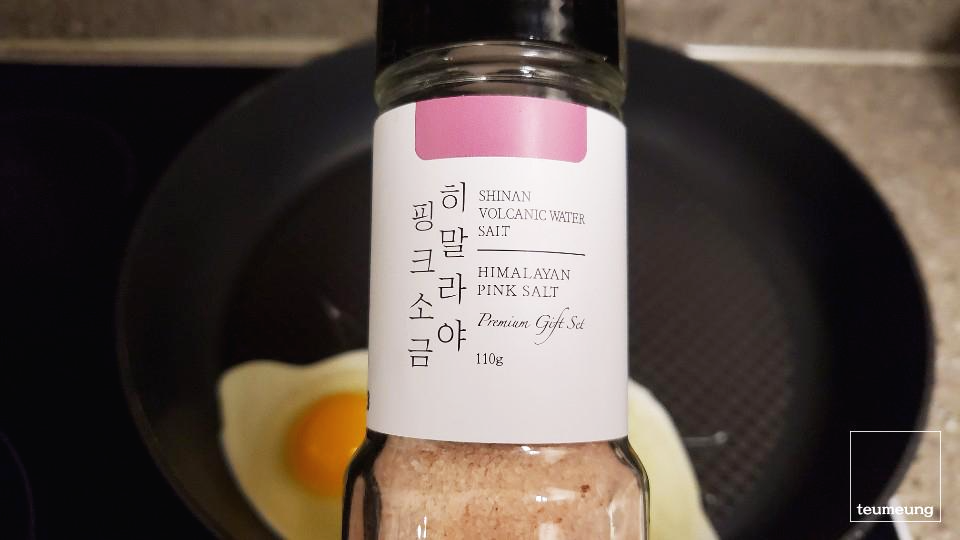 히말라야
핑크소금
SHINAN
VOLCANIC WATER
SALT
HIMALAYAN
PINK SALT
Premium Gift Set
110g
teumeung